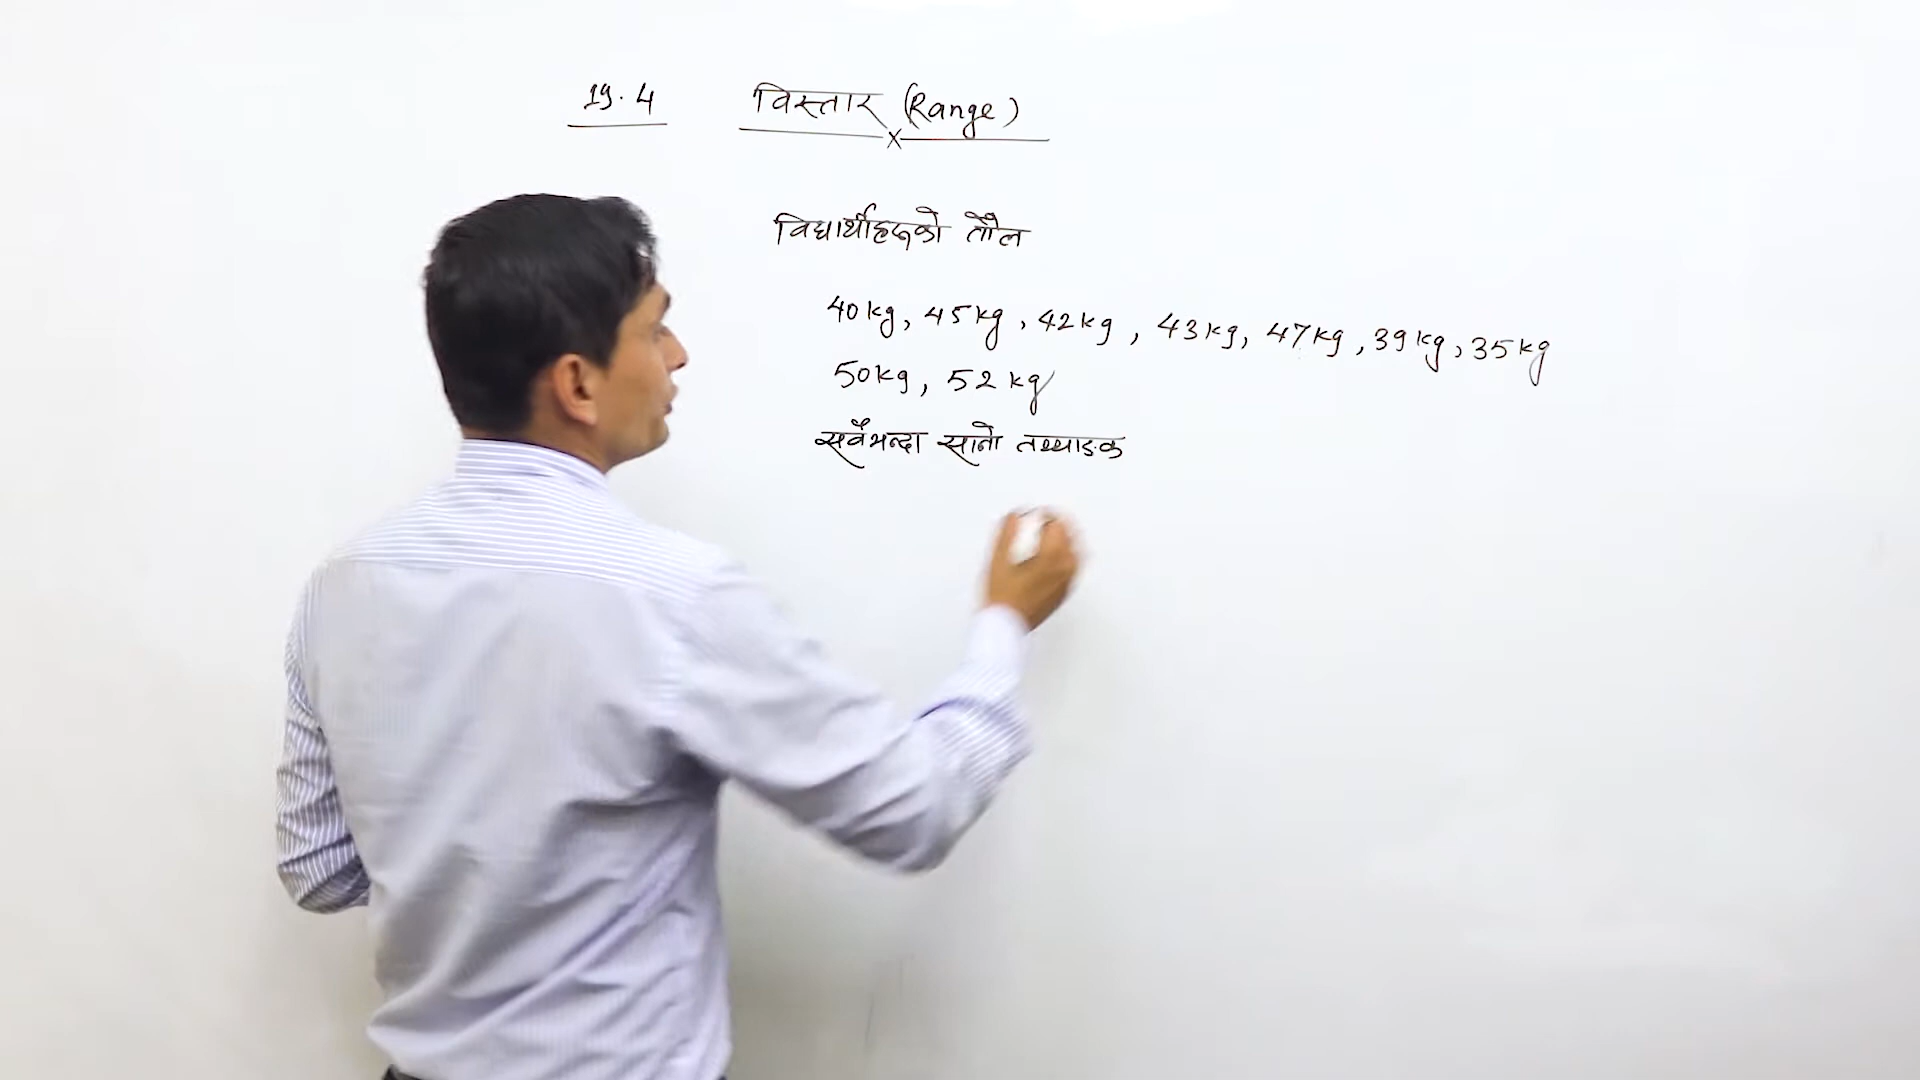 19.4 विस्तार (Range)
विद्यार्थीहरूको तौल
40kg, 45kg, 42kg, 43kg, 47kg, 39kg, 35kg
50kg, 52kg
सबैभन्दा सानो तथ्याङ्क